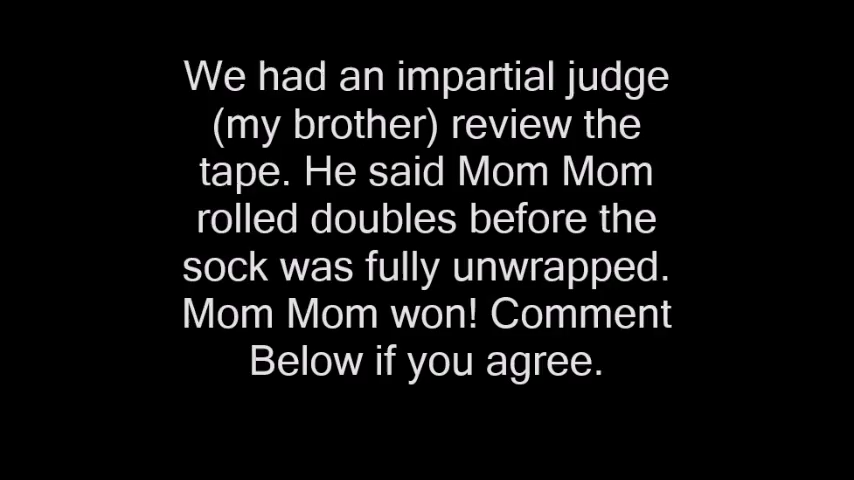 We had an impartial judge
(my brother) review the
tape. He said Mom Mom
rolled doubles before the
sock was fully unwrapped.
Mom Mom won! Comment
Below if you agree.